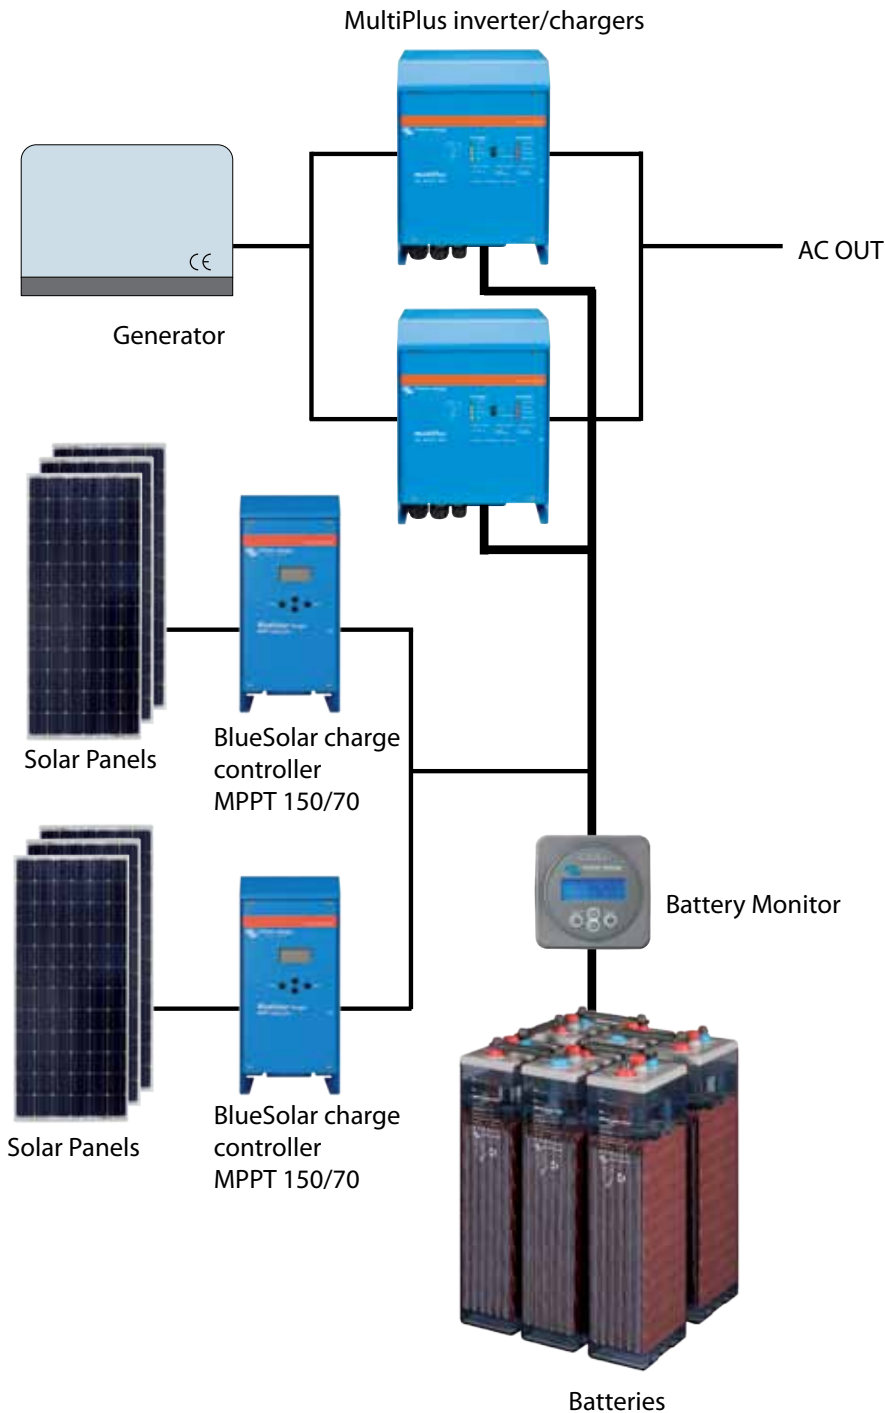 MultiPlus inverter/chargers
CE
AC OUT
Generator
Solar Panels
BlueSolar charge
controller
MPPT 150/70
Battery Monitor
Solar Panels
BlueSolar charge
controller
MPPT 150/70
Batteries